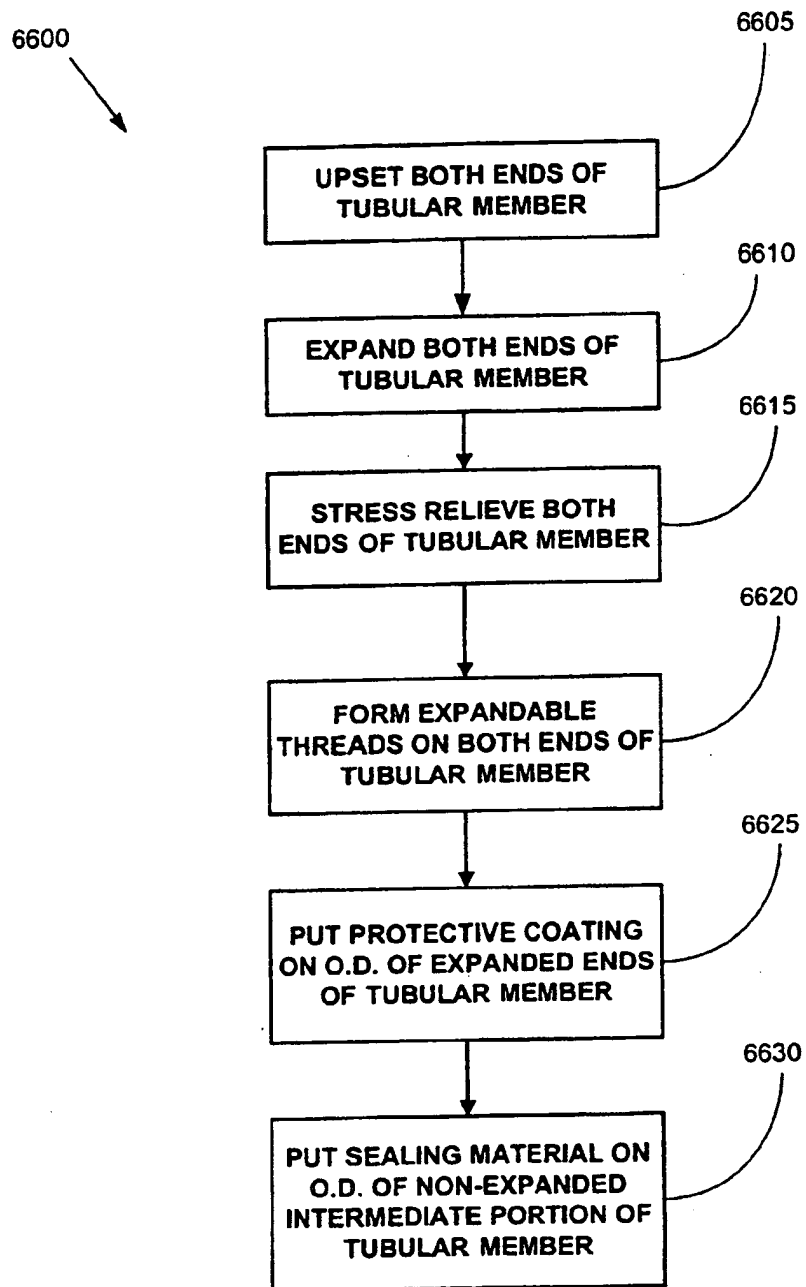 6600
6605
UPSET BOTH ENDS OF
TUBULAR MEMBER
6610
EXPAND BOTH ENDS OF
TUBULAR MEMBER
6615
STRESS RELIEVE BOTH
ENDS OF TUBULAR MEMBER
6620
FORM EXPANDABLE
THREADS ON BOTH ENDS OF
TUBULAR MEMBER
6625
PUT PROTECTIVE COATING
ON O.D. OF EXPANDED ENDS
OF TUBULAR MEMBER
6630
PUT SEALING MATERIAL ON
O.D. OF NON-EXPANDED
INTERMEDIATE PORTION OF
TUBULAR MEMBER